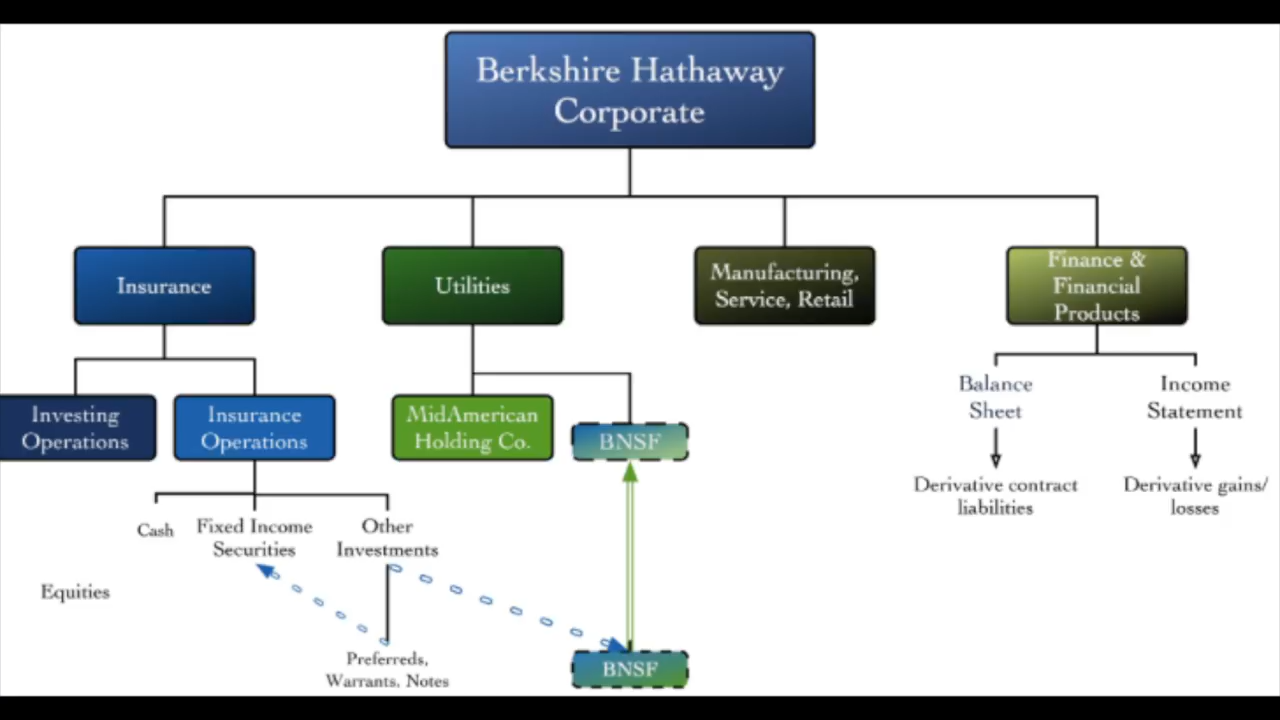 Berkshire Hathaway
Corporate
Insurance
Utilities
Manufacturing,
Service, Retail
Finance &
Financial
Products
Investing
Operations
Insurance
Operations
MidAmerican
Holding Co.
BNSF
Balance
Sheet
Income
Statement
Derivative contract
liabilities
Derivative gains/
losses
Cash
Fixed Income
Securities
Other
Investments
Equities
Preferreds,
Warrants, Notes
BNSF